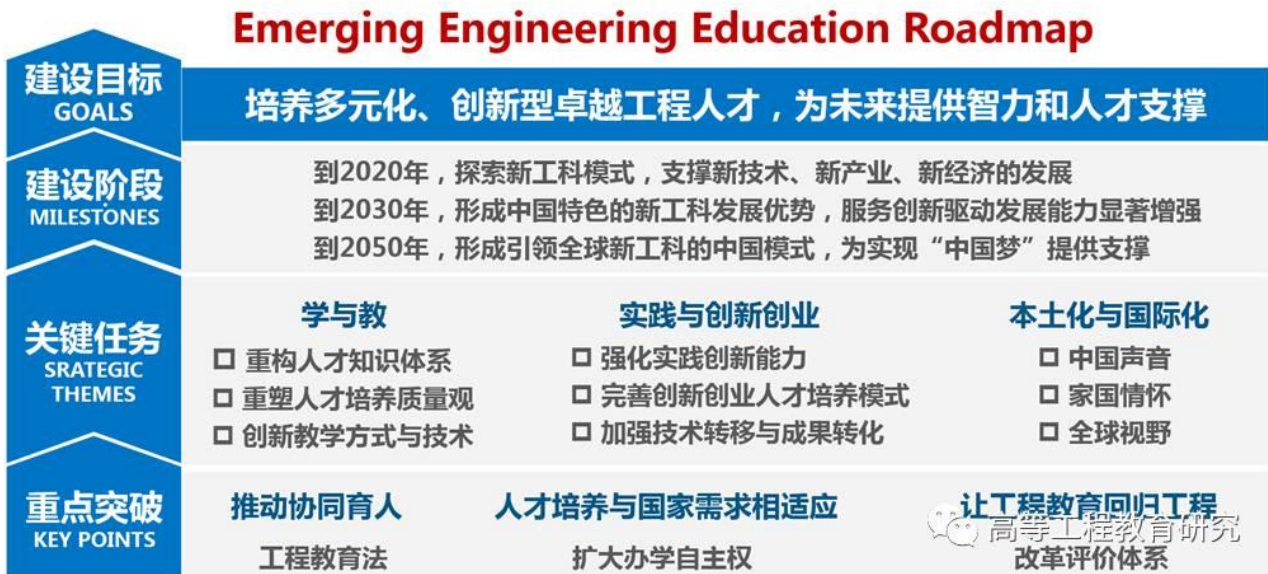 Emerging Engineering Education Roadmap
建设目标
GOALS
培养多元化、创新型卓越工程人才，为未来提供智力和人才支撑
建设阶段
MILESTONES
到2020年，探索新工科模式，支撑新技术、新产业、新经济的发展
到2030年，形成中国特色的新工科发展优势，服务创新驱动发展能力显著增强
到2050年，形成引领全球新工科的中国模式，为实现“中国梦”提供支撑
关键任务
SRATEGIC
THEMES
学与教
重构人才知识体系
重塑人才培养质量观
创新教学方式与技术
实践与创新创业
强化实践创新能力
完善创新创业人才培养模式
加强技术转移与成果转化
本土化与国际化
中国声音
家国情怀
全球视野
重点突破
KEY POINTS
推动协同育人
工程教育法
人才培养与国家需求相适应
扩大办学自主权
让工程教育回归工程
改革评价体系
高等工程教育研究